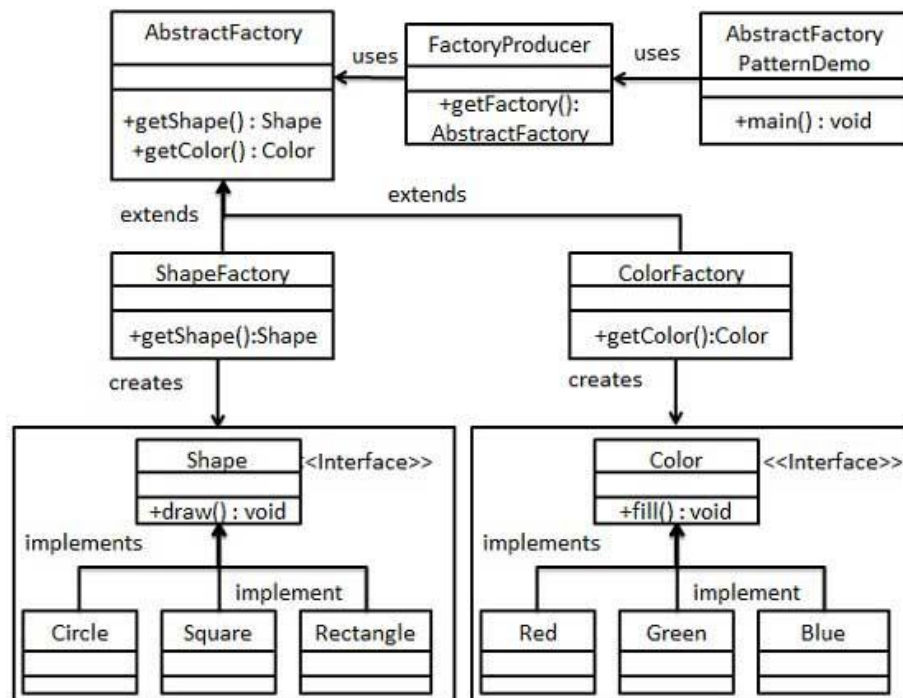 AbstractFactory
+getShape() : Shape
+getColor() : Color
uses
FactoryProducer
+getFactory():
AbstractFactory
uses
AbstractFactory
PatternDemo
+main() : void
extends
extends
ShapeFactory
+getShape():Shape
ColorFactory
+getColor():Color
creates
creates
Shape
<<Interface>>
+draw() : void
implements
implement
Circle
Square
Rectangle
Color
<<Interface>>
+fill() : void
implements
implement
Red
Green
Blue